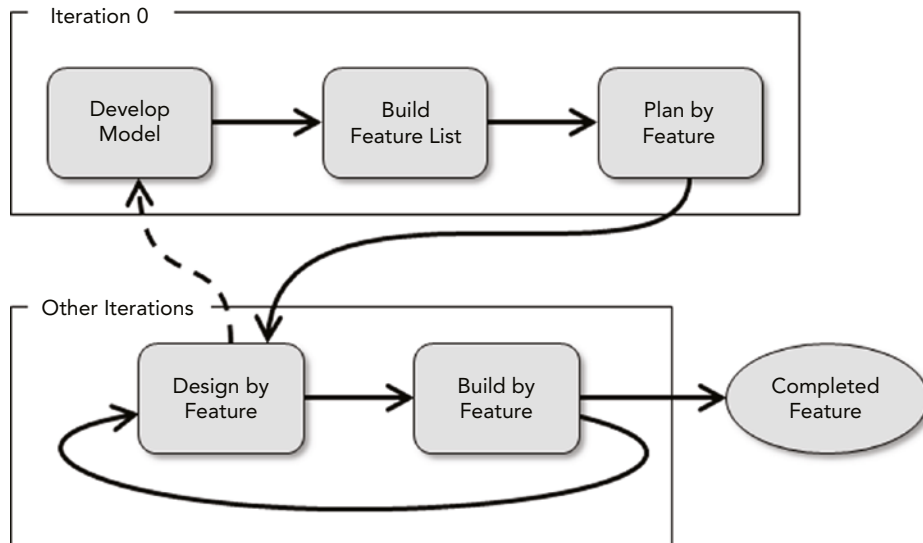 Iteration 0
Develop
Model
Build
Feature List
Plan by
Feature
Other Iterations
Design by
Feature
Build by
Feature
Completed
Feature